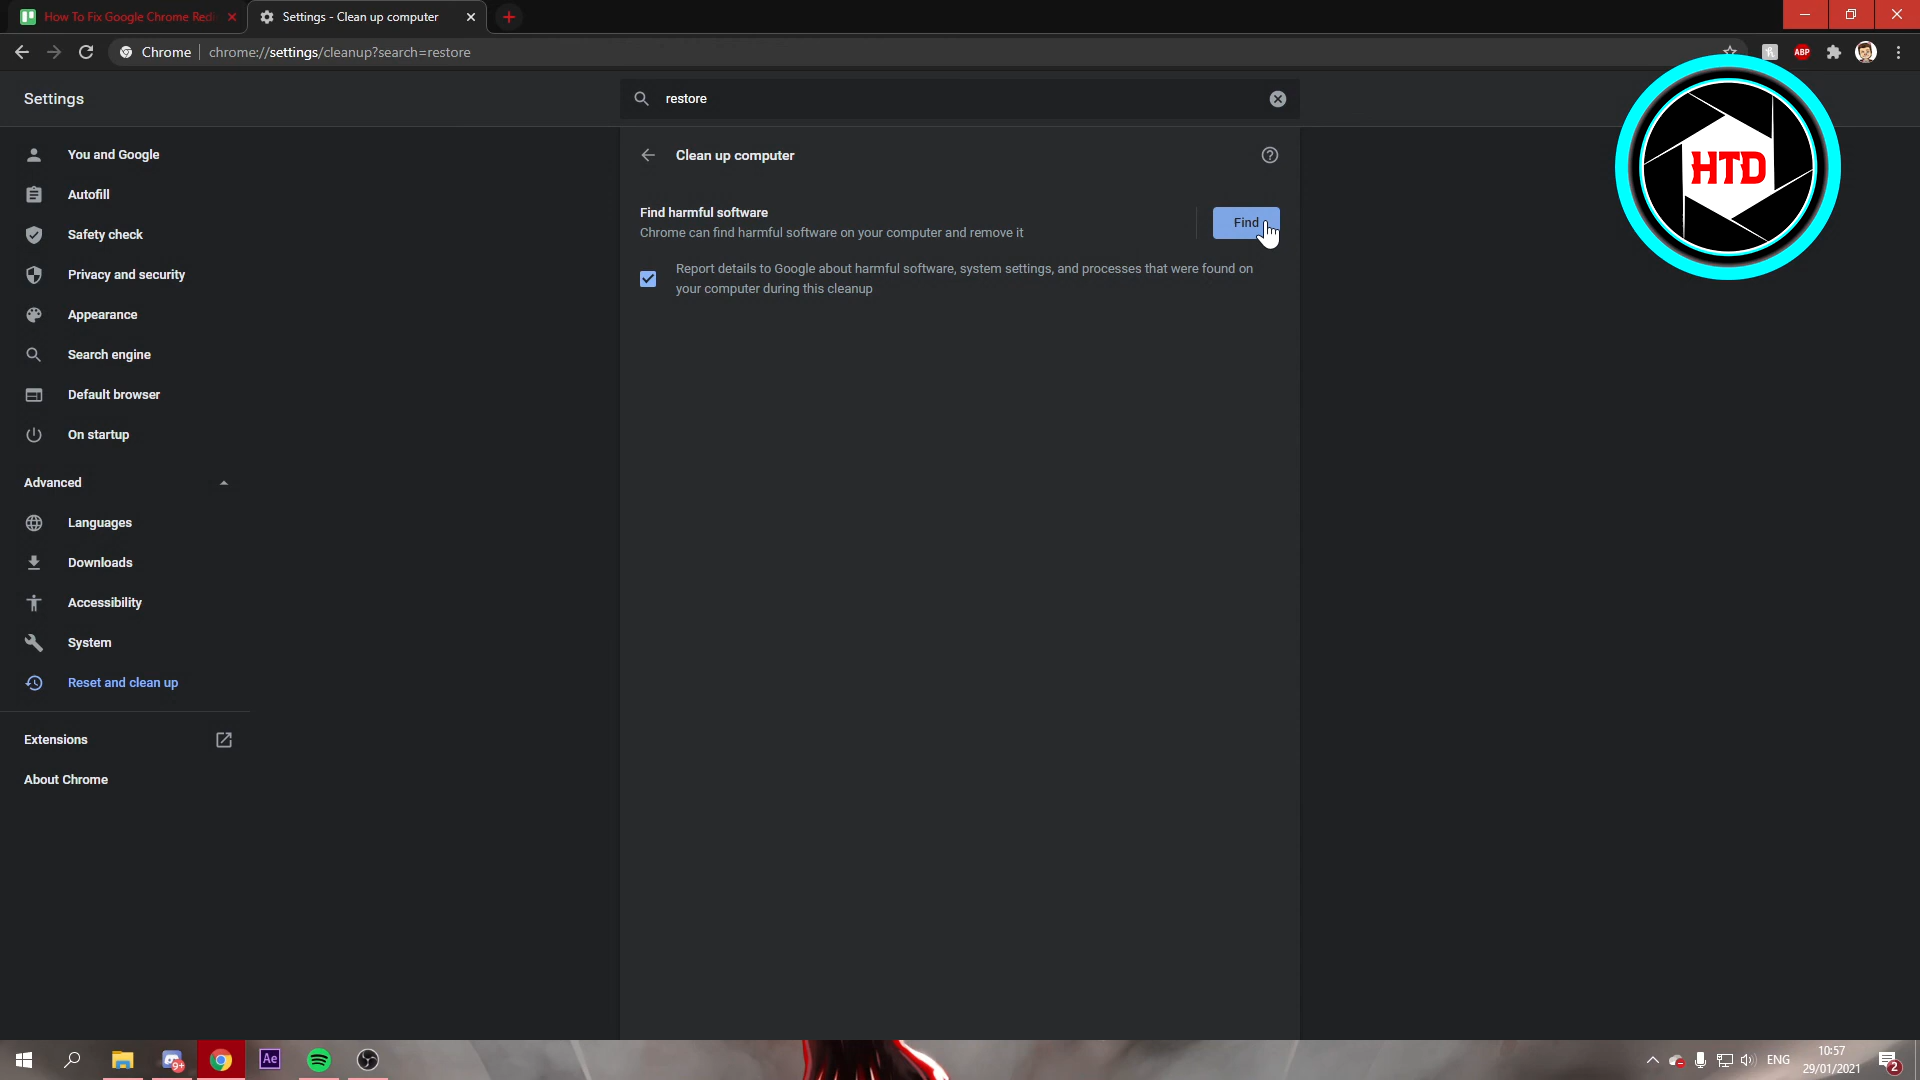 How To Fix Google Chrome Redi
Settings - Clean up computer
Chrome
chrome://settings/cleanup?search=restore
ABP
Settings
restore
HTD
You and Google
Autofill
Safety check
Privacy and security
Appearance
Search engine
Default browser
On startup
Advanced
Languages
Downloads
Accessibility
System
Reset and clean up
Extensions
About Chrome
Clean up computer
Find harmful software
Chrome can find harmful software on your computer and remove it
Find
Report details to Google about harmful software, system settings, and processes that were found on
your computer during this cleanup
9+
Ae
ENG
10:57
29/01/2021
2